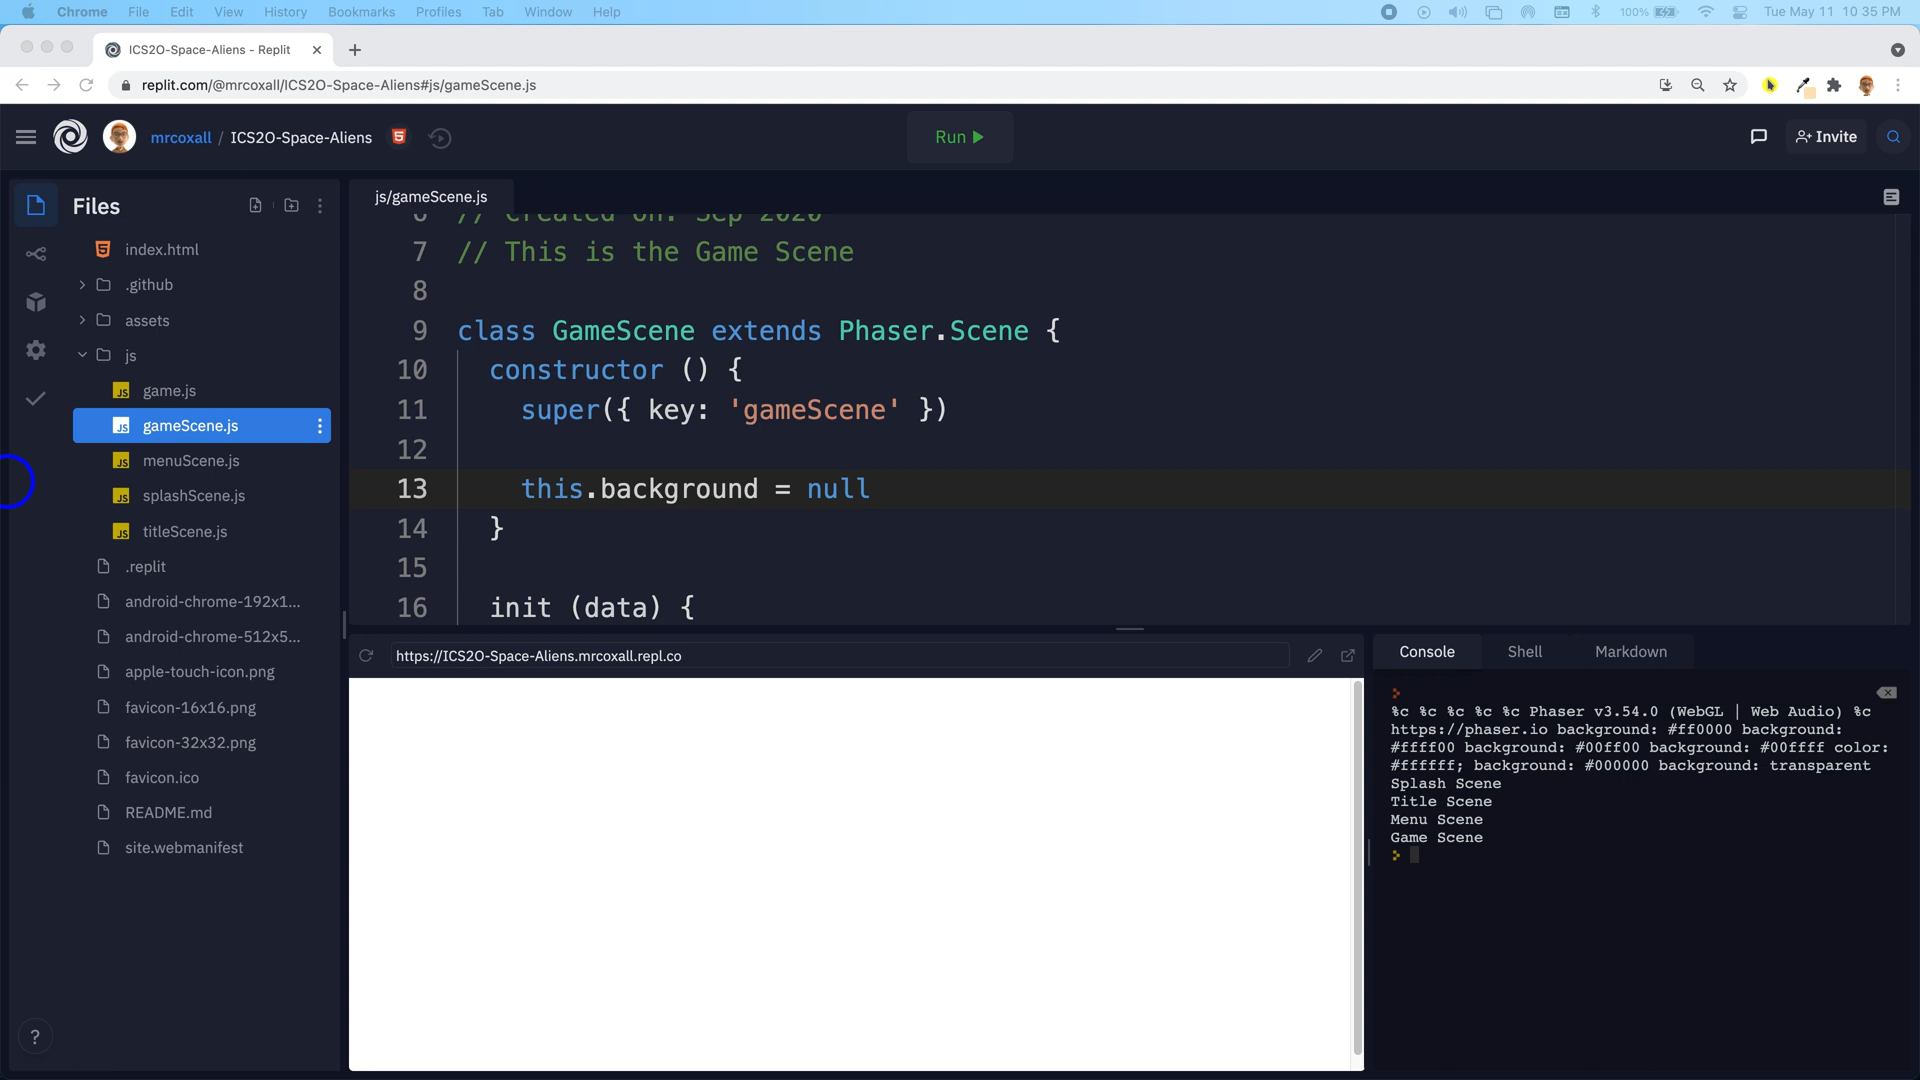 Chrome File Edit View History Bookmarks Profiles Tab Window Help 100% Tue May 11 10:35 PM
ICS2O-Space-Aliens - Replit
replit.com/@mrcoxall/ICS2O-Space-Aliens#js/gameScene.js
mrcoxall / ICS2O-Space-Aliens Run Invite
Files
index.html
.github
assets
js
game.js
gameScene.js
menuScene.js
splashScene.js
titleScene.js
.replit
android-chrome-192x1...
android-chrome-512x5...
apple-touch-icon.png
favicon-16x16.png
favicon-32x32.png
favicon.ico
README.md
site.webmanifest
?
js/gameScene.js
6 // Created on: Sep 2020
7 // This is the Game Scene
8
9 class GameScene extends Phaser.Scene {
10 constructor () {
11 super({ key: 'gameScene' })
12
13 this.background = null
14 }
15
16 init (data) {
https://ICS2O-Space-Aliens.mrcoxall.repl.co
Console Shell Markdown
>
%c %c %c %c %c Phaser v3.54.0 (WebGL | Web Audio) %c
https://phaser.io background: #ff0000 background:
#ffff00 background: #00ff00 background: #00ffff color:
#ffffff; background: #000000 background: transparent
Splash Scene
Title Scene
Menu Scene
Game Scene
>